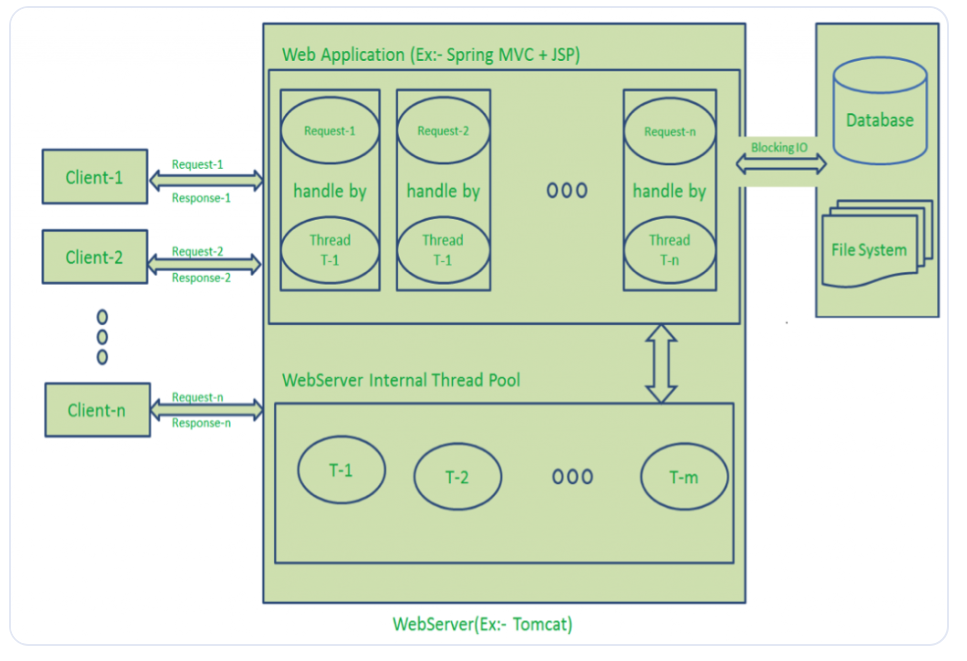 Web Application (Ex:- Spring MVC + JSP)
Request-1
handle by
Thread
T-1
Request-2
handle by
Thread
T-1
OOO
Request-n
handle by
Thread
T-n
Client-1
Request-1
Response-1
Client-2
Request-2
Response-2
Client-n
Request-n
Response-n
Blocking IO
Database
File System
WebServer Internal Thread Pool
T-1
T-2
OOO
T-m
WebServer(Ex:- Tomcat)